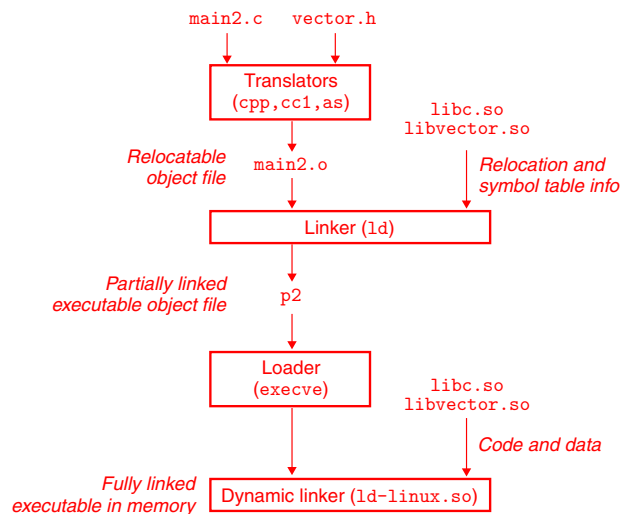 main2.c vector.h
Translators
(cpp,cc1,as)
libc.so
libvector.so
Relocatable
object file
main2.o
Relocation and
symbol table info
Linker (ld)
Partially linked
executable object file
p2
Loader
(execve)
libc.so
libvector.so
Code and data
Fully linked
executable in memory
Dynamic linker (ld-linux.so)